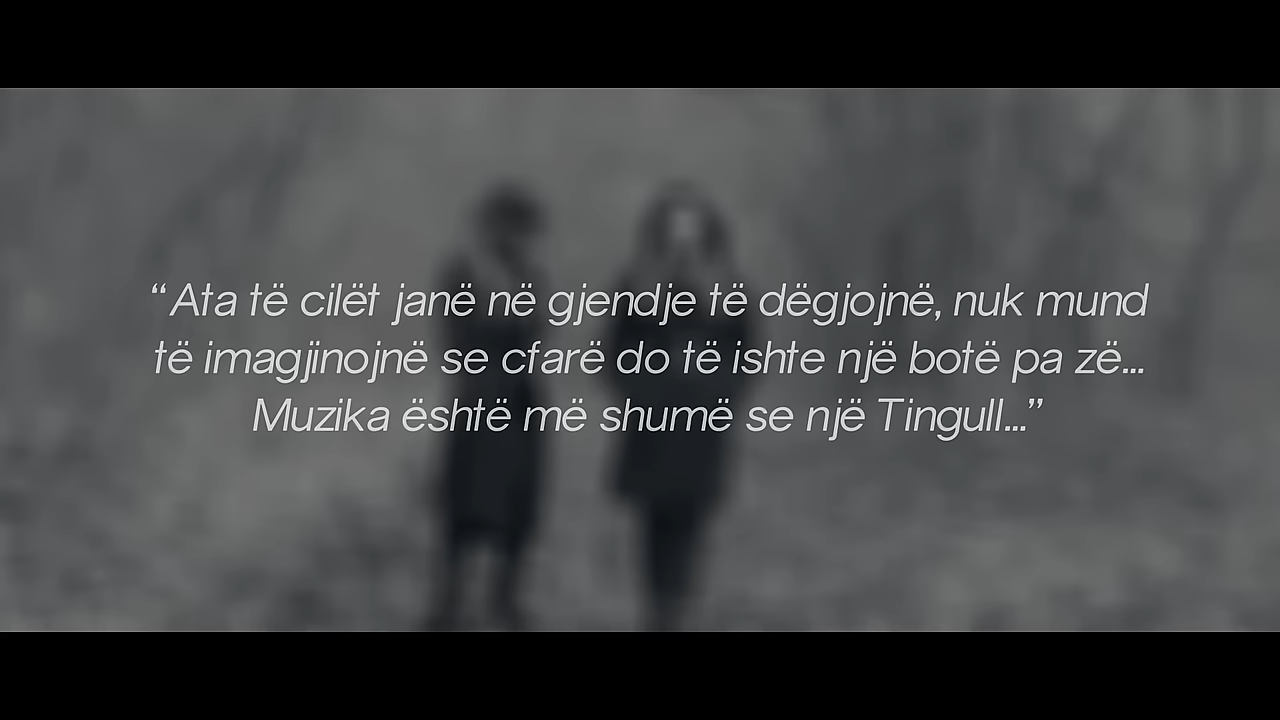 “Ata të cilët janë në gjendje të dëgjojnë, nuk mund
të imagjinojnë se cfarë do të ishte një botë pa zë...
Muzika është më shumë se një Tingull...”